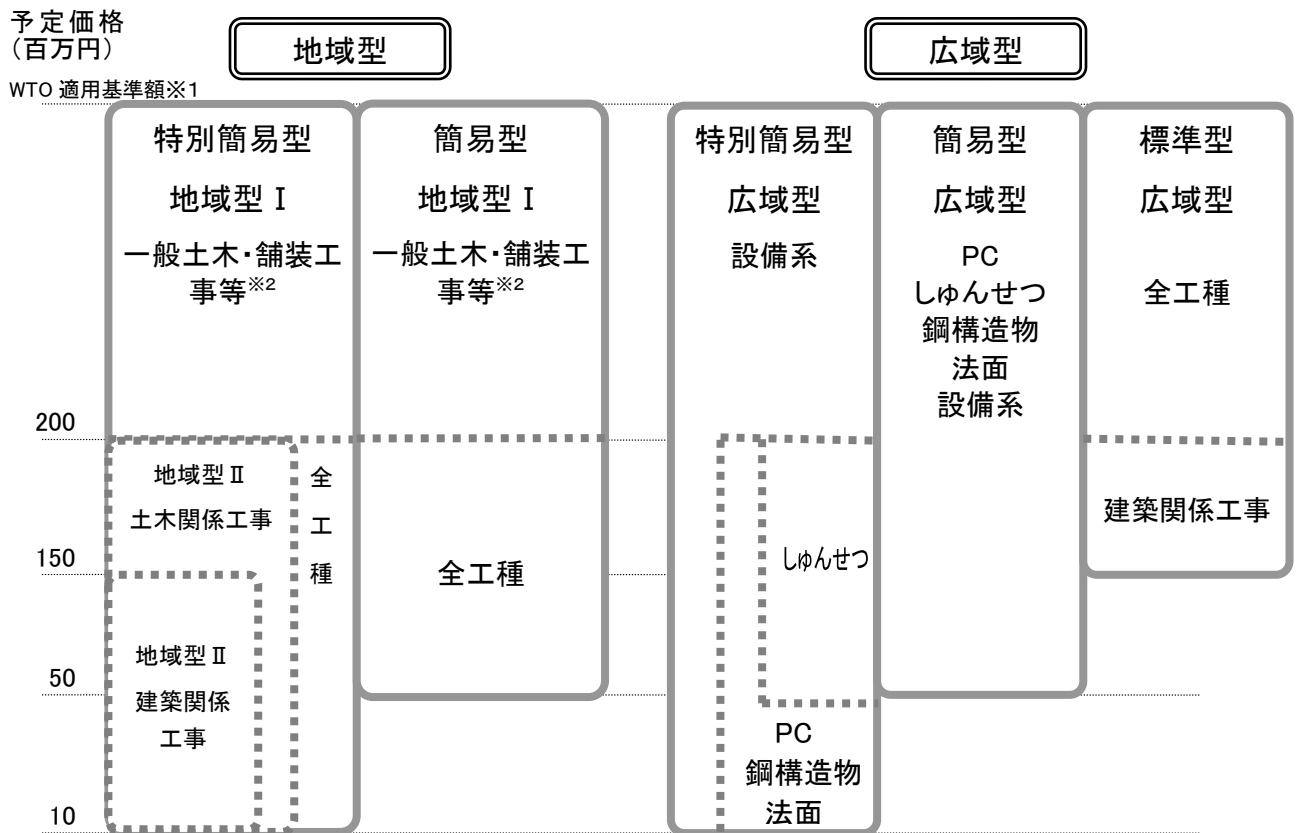 予定価格
（百万円）
地域型
広域型
WTO 適用基準額※1
特別簡易型
地域型Ⅰ
一般土木・舗装工
事等※2
簡易型
地域型Ⅰ
一般土木・舗装工
事等※2
特別簡易型
広域型
設備系
簡易型
広域型
PC
しゅんせつ
鋼構造物
法面
設備系
標準型
広域型
全工種
200
地域型Ⅱ
土木関係工事
全工種
建築関係工事
150
全工種
しゅんせつ
地域型Ⅱ
建築関係
工事
50
PC
鋼構造物
法面
10